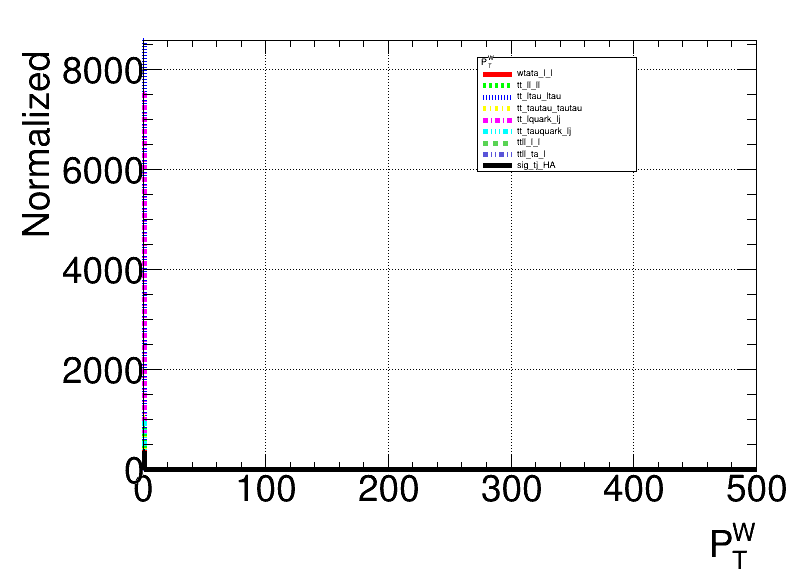 Normalized
8000
6000
4000
2000
0
P_T^W
wtata_l_l
tt_ll_ll
tt_ltau_ltau
tt_tautau_tautau
tt_lquark_lj
tt_tauquark_lj
ttll_l_l
ttll_ta_l
sig_tj_HA
0 100 200 300 400 500
P_T^W